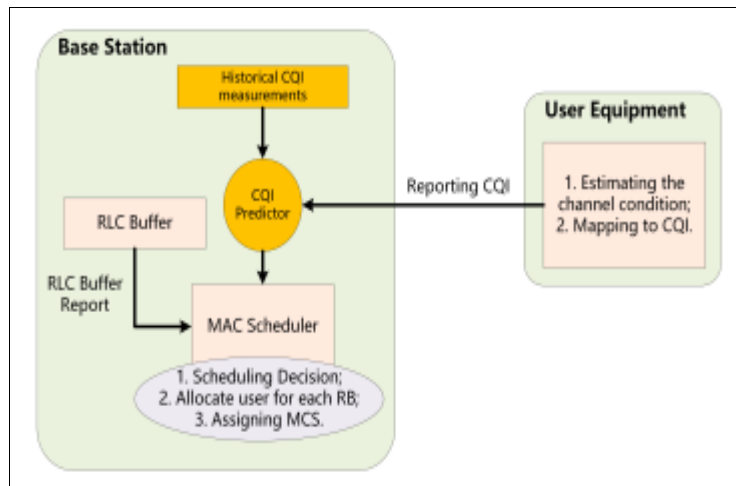 Base Station
Historical CQI
measurements
CQI
Predictor
RLC Buffer
RLC Buffer
Report
MAC Scheduler
1. Scheduling Decision;
2. Allocate user for each RB;
3. Assigning MCS.
Reporting CQI
User Equipment
1. Estimating the
channel condition;
2. Mapping to CQI.